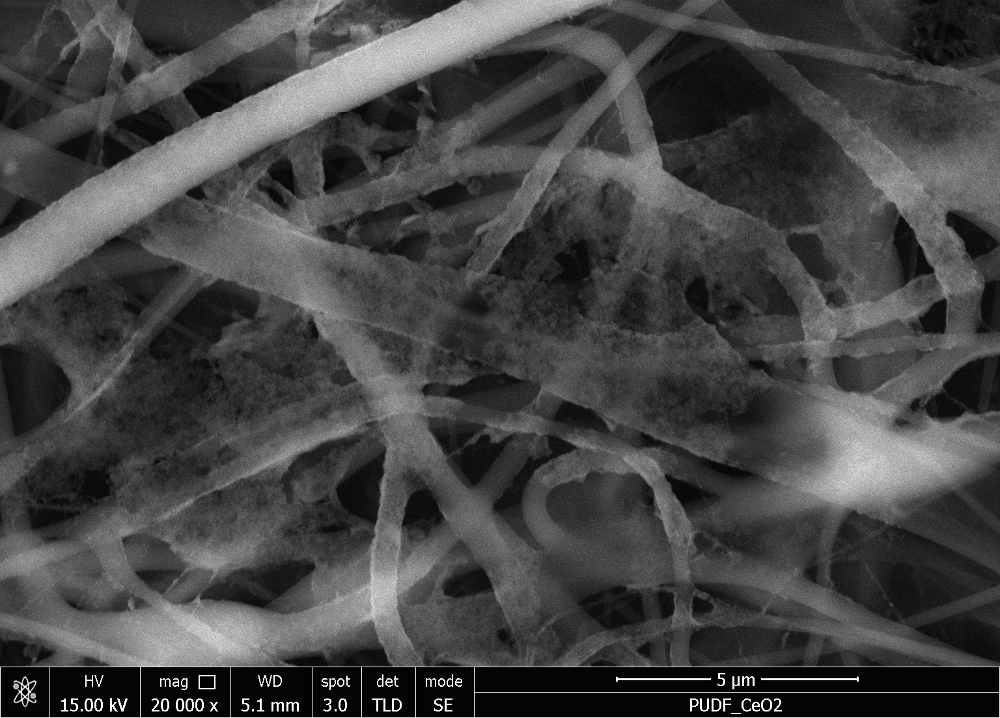 HV mag WD spot det mode 5 µm
15.00 kV 20 000 x 5.1 mm 3.0 TLD SE PUDF_CeO2